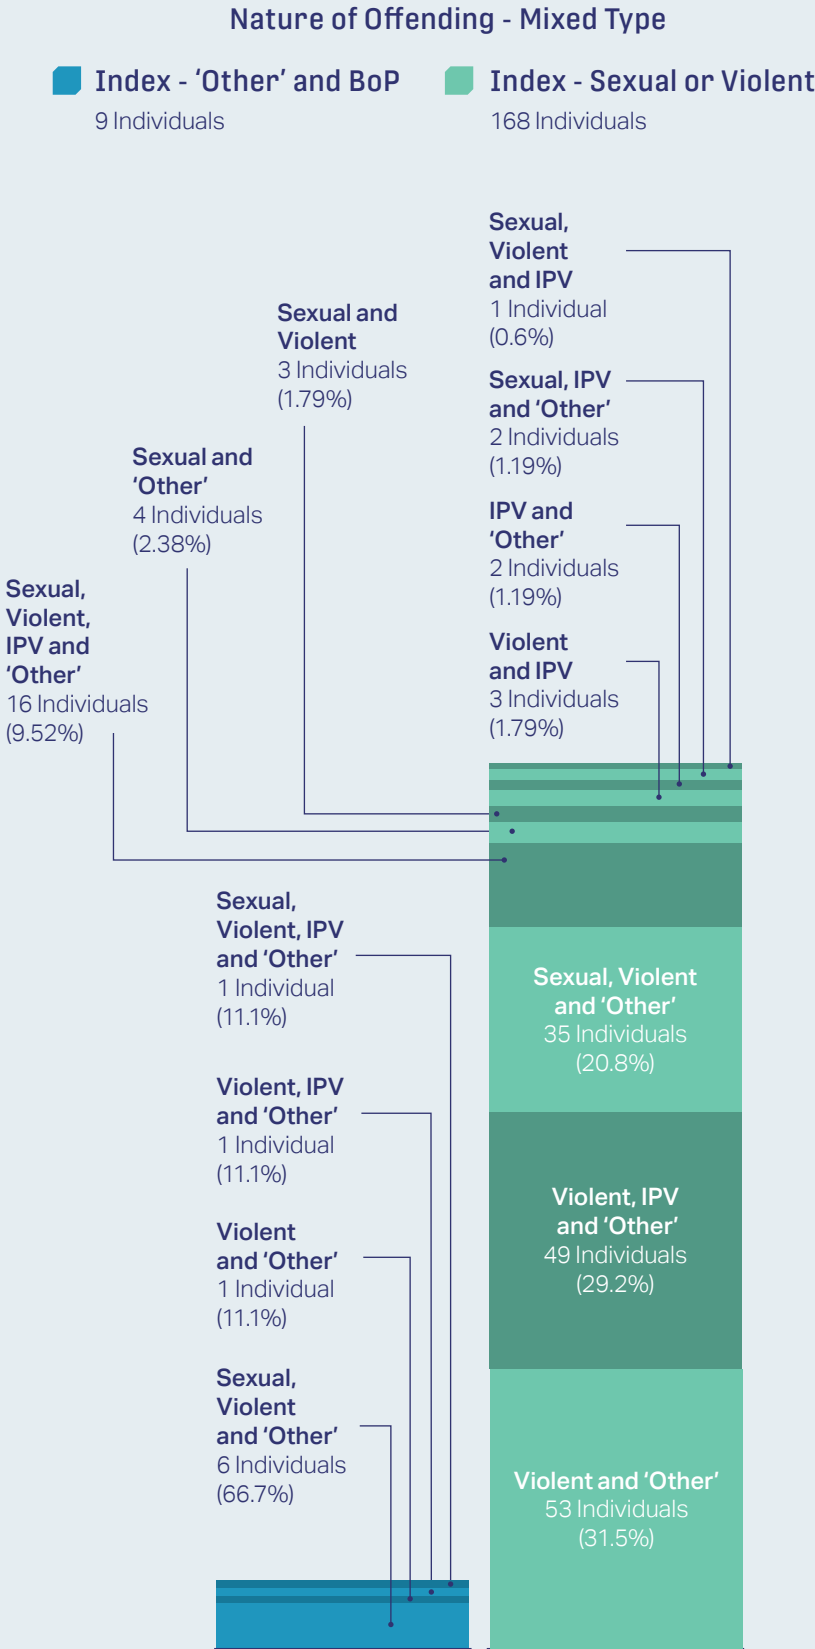 Nature of Offending - Mixed Type
Index - ‘Other’ and BoP
9 Individuals
Index - Sexual or Violent
168 Individuals
Sexual,
Violent
and IPV
1 Individual
(0.6%)
Sexual and
Violent
3 Individuals
(1.79%)
Sexual, IPV
and ‘Other’
2 Individuals
(1.19%)
Sexual and
‘Other’
4 Individuals
(2.38%)
IPV and
‘Other’
2 Individuals
(1.19%)
Sexual,
Violent,
IPV and
‘Other’
16 Individuals
(9.52%)
Violent
and IPV
3 Individuals
(1.79%)
Sexual,
Violent, IPV
and ‘Other’
1 Individual
(11.1%)
Sexual, Violent
and ‘Other’
35 Individuals
(20.8%)
Violent, IPV
and ‘Other’
1 Individual
(11.1%)
Violent, IPV
and ‘Other’
49 Individuals
(29.2%)
Violent
and ‘Other’
1 Individual
(11.1%)
Sexual,
Violent
and ‘Other’
6 Individuals
(66.7%)
Violent and ‘Other’
53 Individuals
(31.5%)